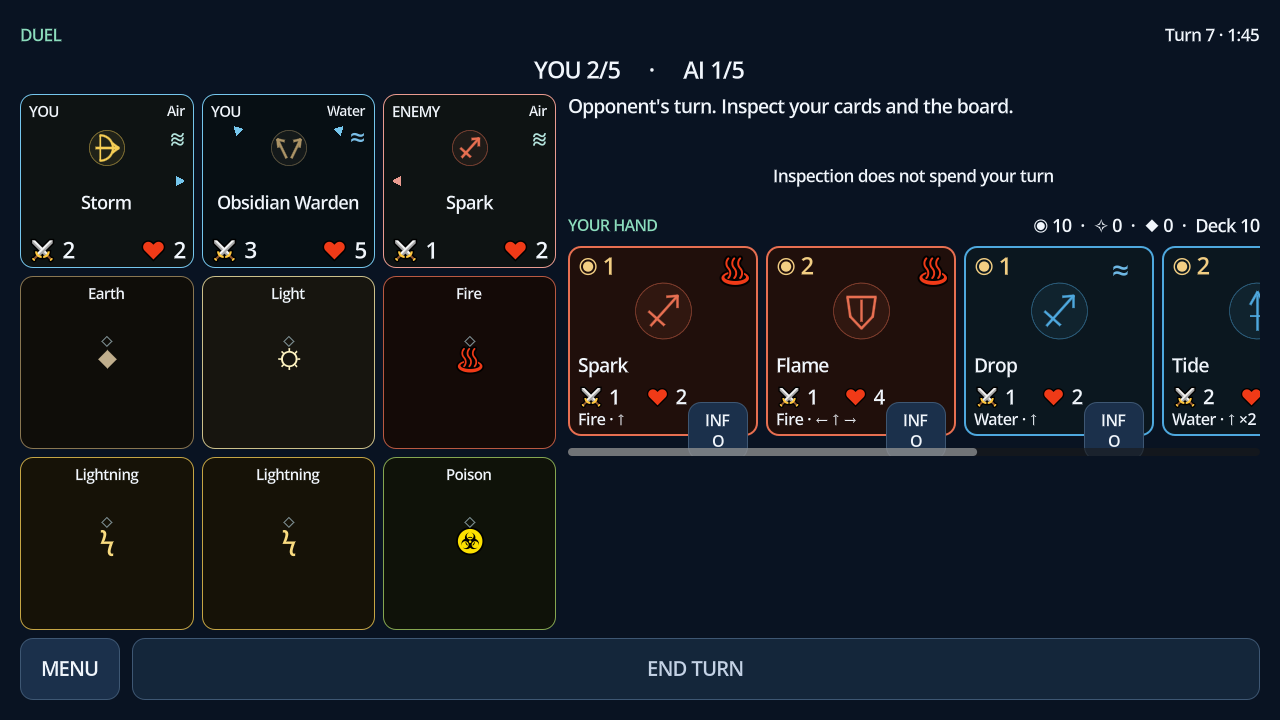 DUEL
Turn 7 · 1:45
YOU 2/5 · AI 1/5
YOU Air
Storm
2 2
YOU Water
Obsidian Warden
3 5
ENEMY Air
Spark
1 2
Opponent's turn. Inspect your cards and the board.
Inspection does not spend your turn
YOUR HAND
◉ 10 · ✧ 0 · ◆ 0 · Deck 10
◉ 1
Spark
1 2
Fire · ↑
INF
O
◉ 2
Flame
1 4
Fire · ← ↑ →
INF
O
◉ 1
Drop
1 2
Water · ↑
INF
O
◉ 2
Tide
2
Water · ↑ ×2
Earth
Light
Fire
Lightning
Lightning
Poison
MENU
END TURN